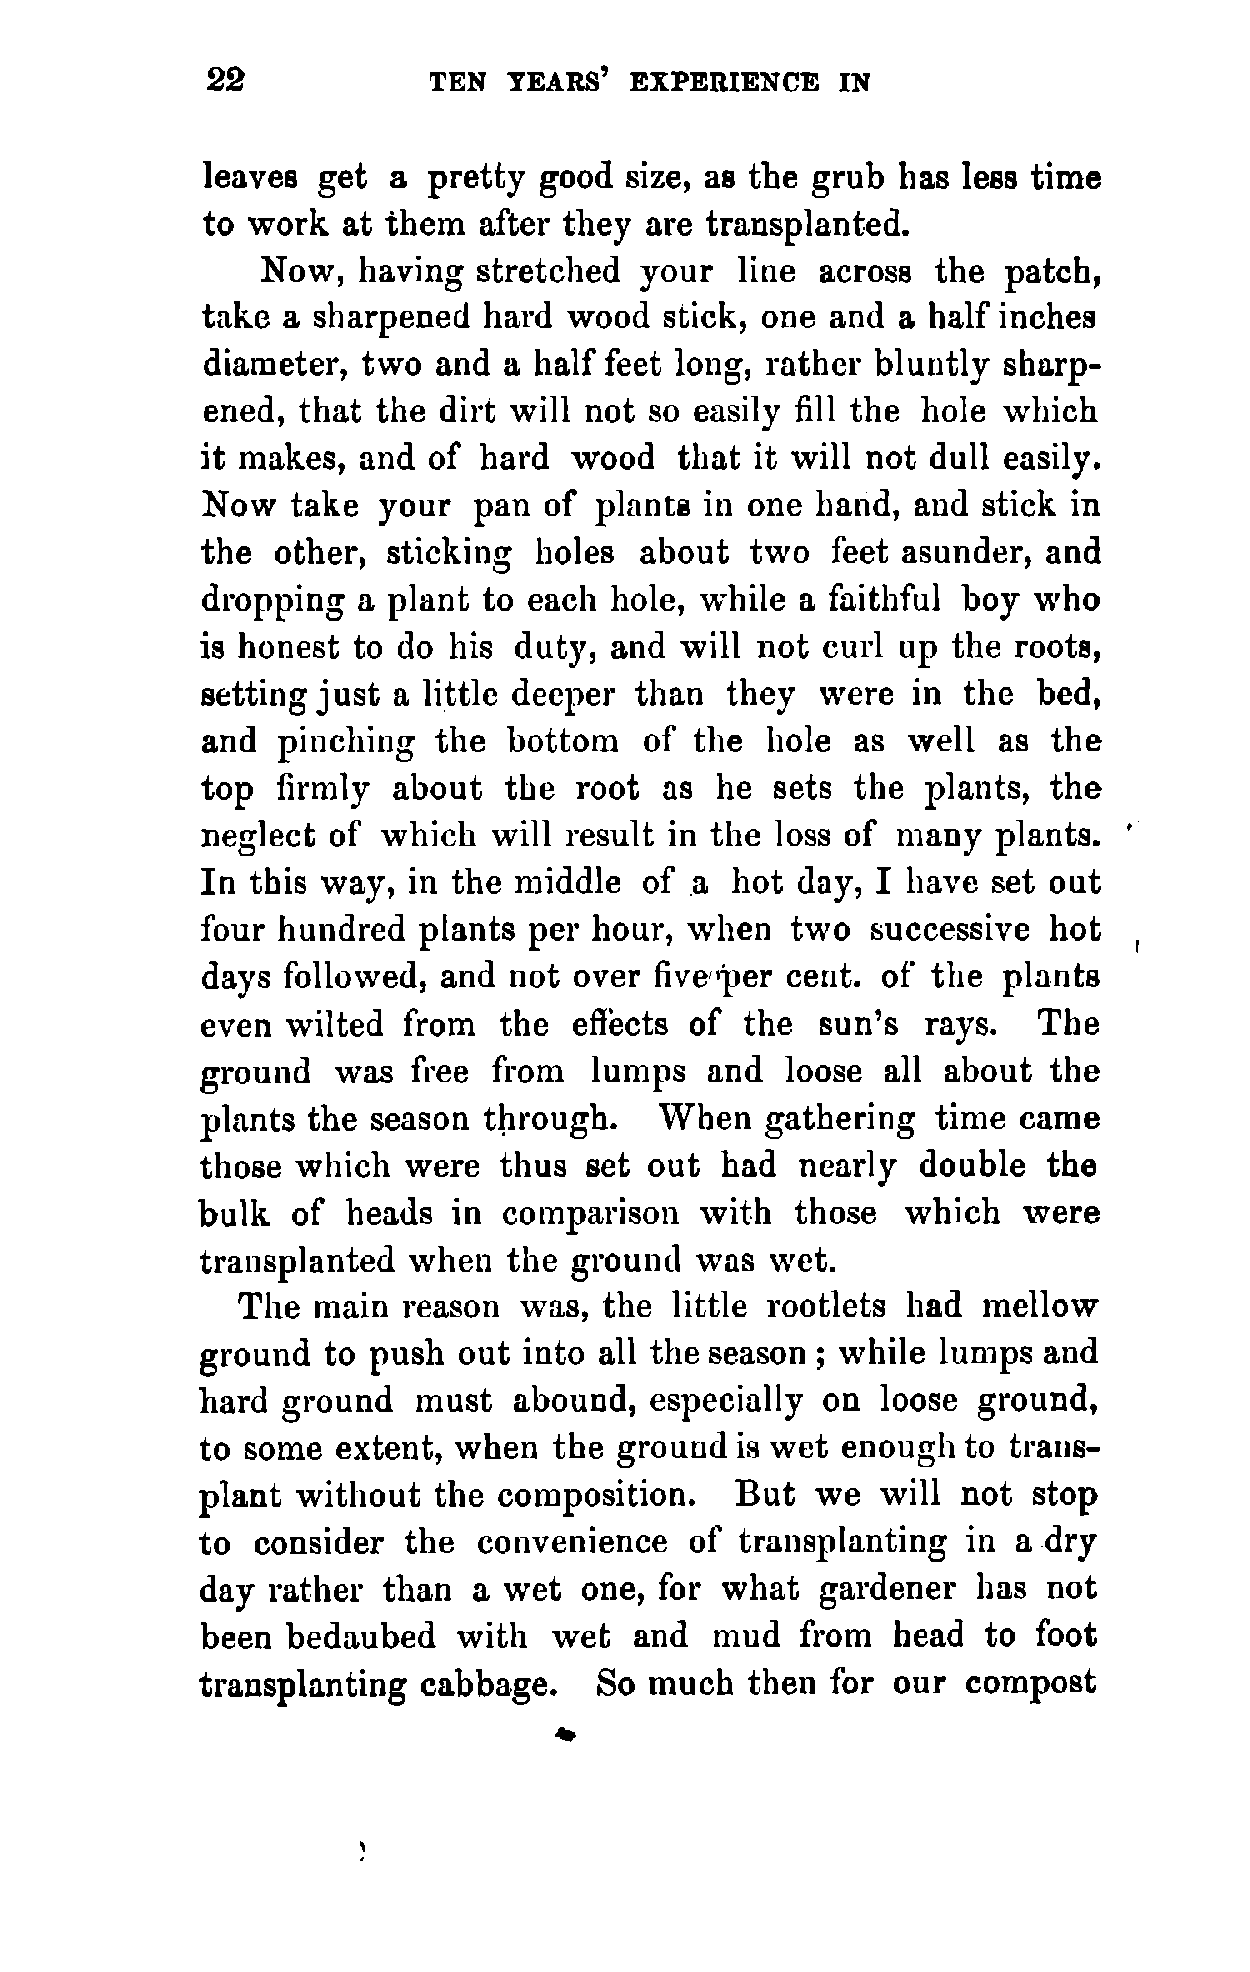 22 TEN YEARS' EXPERIENCE IN
leaves get a pretty good size, as the grub has less time
to work at them after they are transplanted.
Now, having stretched your line across the patch,
take a sharpened hard wood stick, one and a half inches
diameter, two and a half feet long, rather bluntly sharp-
ened, that the dirt will not so easily fill the hole which
it makes, and of hard wood that it will not dull easily.
Now take your pan of plants in one hand, and stick in
the other, sticking holes about two feet asunder, and
dropping a plant to each hole, while a faithful boy who
is honest to do his duty, and will not curl up the roots,
setting just a little deeper than they were in the bed,
and pinching the bottom of the hole as well as the
top firmly about the root as he sets the plants, the
neglect of which will result in the loss of many plants.
In this way, in the middle of a hot day, I have set out
four hundred plants per hour, when two successive hot
days followed, and not over five per cent. of the plants
even wilted from the effects of the sun's rays. The
ground was free from lumps and loose all about the
plants the season through. When gathering time came
those which were thus set out had nearly double the
bulk of heads in comparison with those which were
transplanted when the ground was wet.
The main reason was, the little rootlets had mellow
ground to push out into all the season ; while lumps and
hard ground must abound, especially on loose ground,
to some extent, when the ground is wet enough to trans-
plant without the composition. But we will not stop
to consider the convenience of transplanting in a dry
day rather than a wet one, for what gardener has not
been bedaubed with wet and mud from head to foot
transplanting cabbage. So much then for our compost